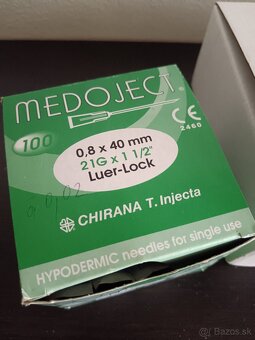 MEDOJECT®
100
0,8 x 40 mm
21G x 1 1/2"
Luer-Lock
CE
2460
CHIRANA T. Injecta
HYPODERMIC needles for single use
Bazos.sk